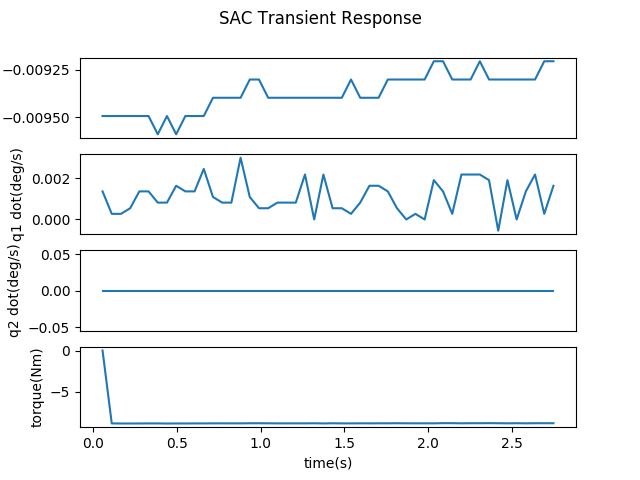 SAC Transient Response
−0.00925
−0.00950
q1 dot(deg/s)
0.002
0.000
q2 dot(deg/s)
0.05
0.00
−0.05
torque(Nm)
0
−5
0.0 0.5 1.0 1.5 2.0 2.5
time(s)